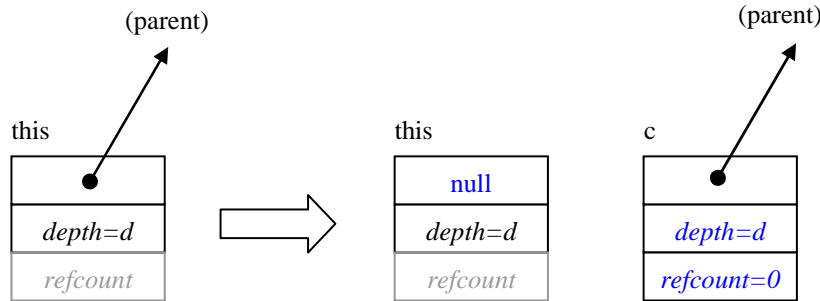 (parent)
this
depth=d
refcount
this
null
depth=d
refcount
(parent)
c
depth=d
refcount=0